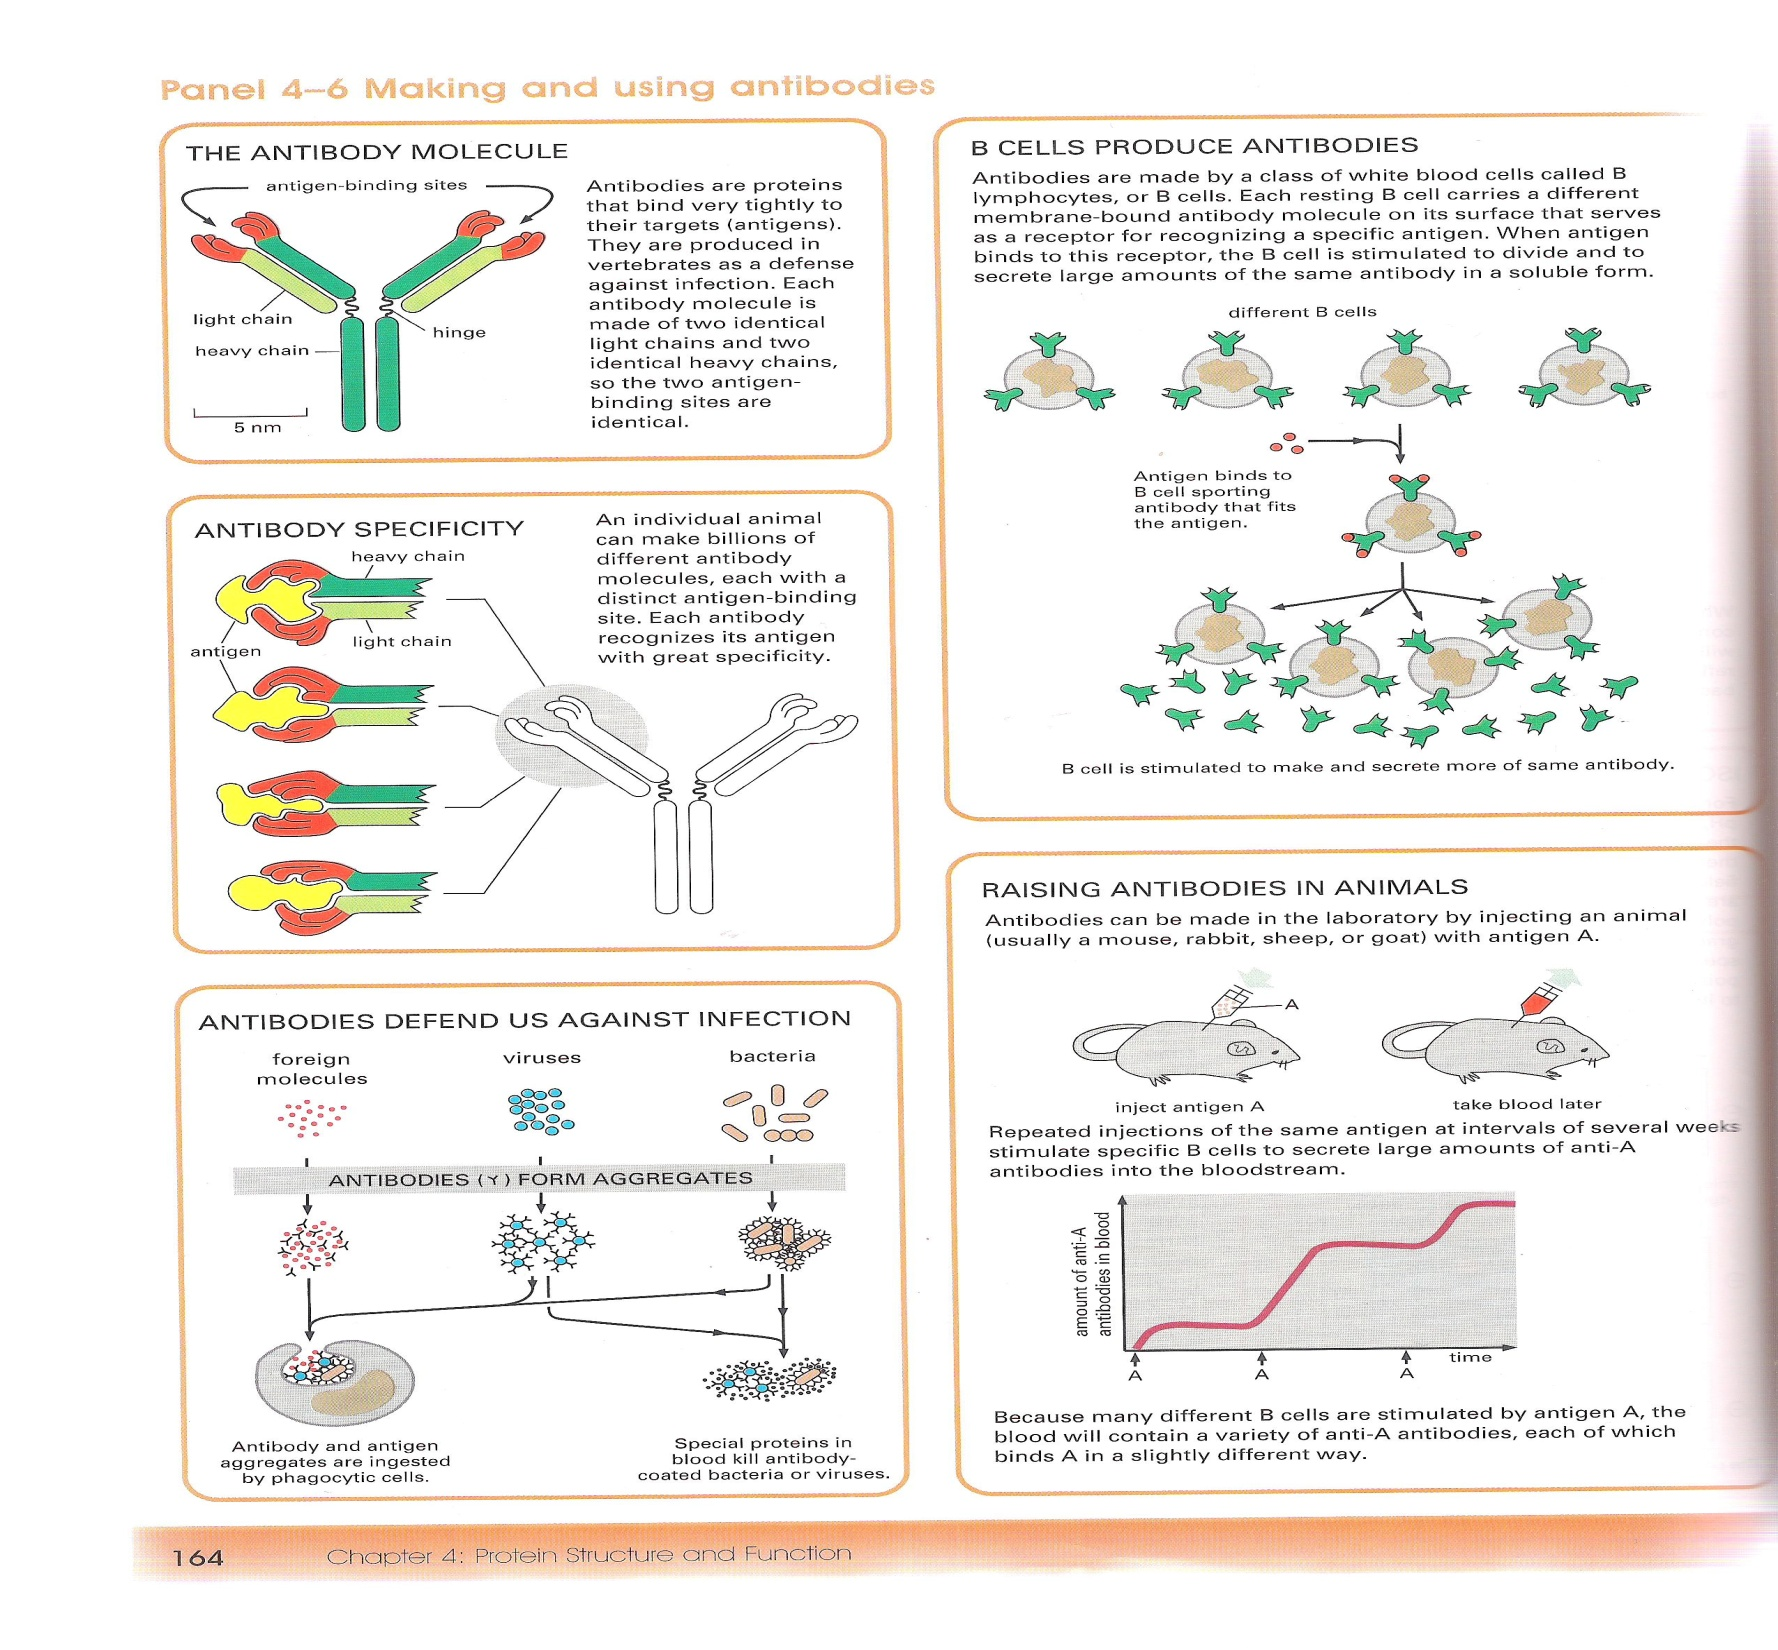 Panel 4–6 Making and using antibodies
THE ANTIBODY MOLECULE
antigen-binding sites
light chain
hinge
heavy chain
5 nm
Antibodies are proteins
that bind very tightly to
their targets (antigens).
They are produced in
vertebrates as a defense
against infection. Each
antibody molecule is
made of two identical
light chains and two
identical heavy chains,
so the two antigen-
binding sites are
identical.
ANTIBODY SPECIFICITY
heavy chain
light chain
antigen
An individual animal
can make billions of
different antibody
molecules, each with a
distinct antigen-binding
site. Each antibody
recognizes its antigen
with great specificity.
ANTIBODIES DEFEND US AGAINST INFECTION
foreign
molecules
viruses
bacteria
ANTIBODIES (Y) FORM AGGREGATES
Antibody and antigen
aggregates are ingested
by phagocytic cells.
Special proteins in
blood kill antibody-
coated bacteria or viruses.
B CELLS PRODUCE ANTIBODIES
Antibodies are made by a class of white blood cells called B
lymphocytes, or B cells. Each resting B cell carries a different
membrane-bound antibody molecule on its surface that serves
as a receptor for recognizing a specific antigen. When antigen
binds to this receptor, the B cell is stimulated to divide and to
secrete large amounts of the same antibody in a soluble form.
different B cells
Antigen binds to
B cell sporting
antibody that fits
the antigen.
B cell is stimulated to make and secrete more of same antibody.
RAISING ANTIBODIES IN ANIMALS
Antibodies can be made in the laboratory by injecting an animal
(usually a mouse, rabbit, sheep, or goat) with antigen A.
A
inject antigen A
take blood later
Repeated injections of the same antigen at intervals of several weeks
stimulate specific B cells to secrete large amounts of anti-A
antibodies into the bloodstream.
amount of anti-A
antibodies in blood
time
A
A
A
Because many different B cells are stimulated by antigen A, the
blood will contain a variety of anti-A antibodies, each of which
binds A in a slightly different way.
164
Chapter 4: Protein Structure and Function